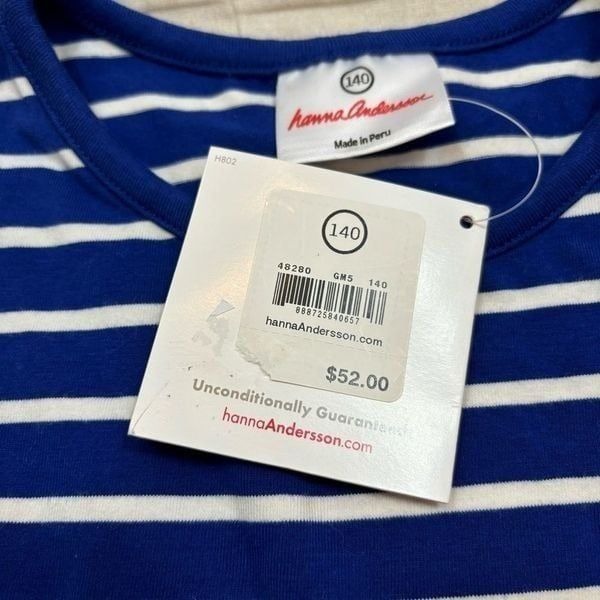 140
hanna Andersson
Made in Peru
H802
140
48280 GM5 140
888725840657
hannaAndersson.com
$52.00
Unconditionally Guaranteed
hannaAndersson.com